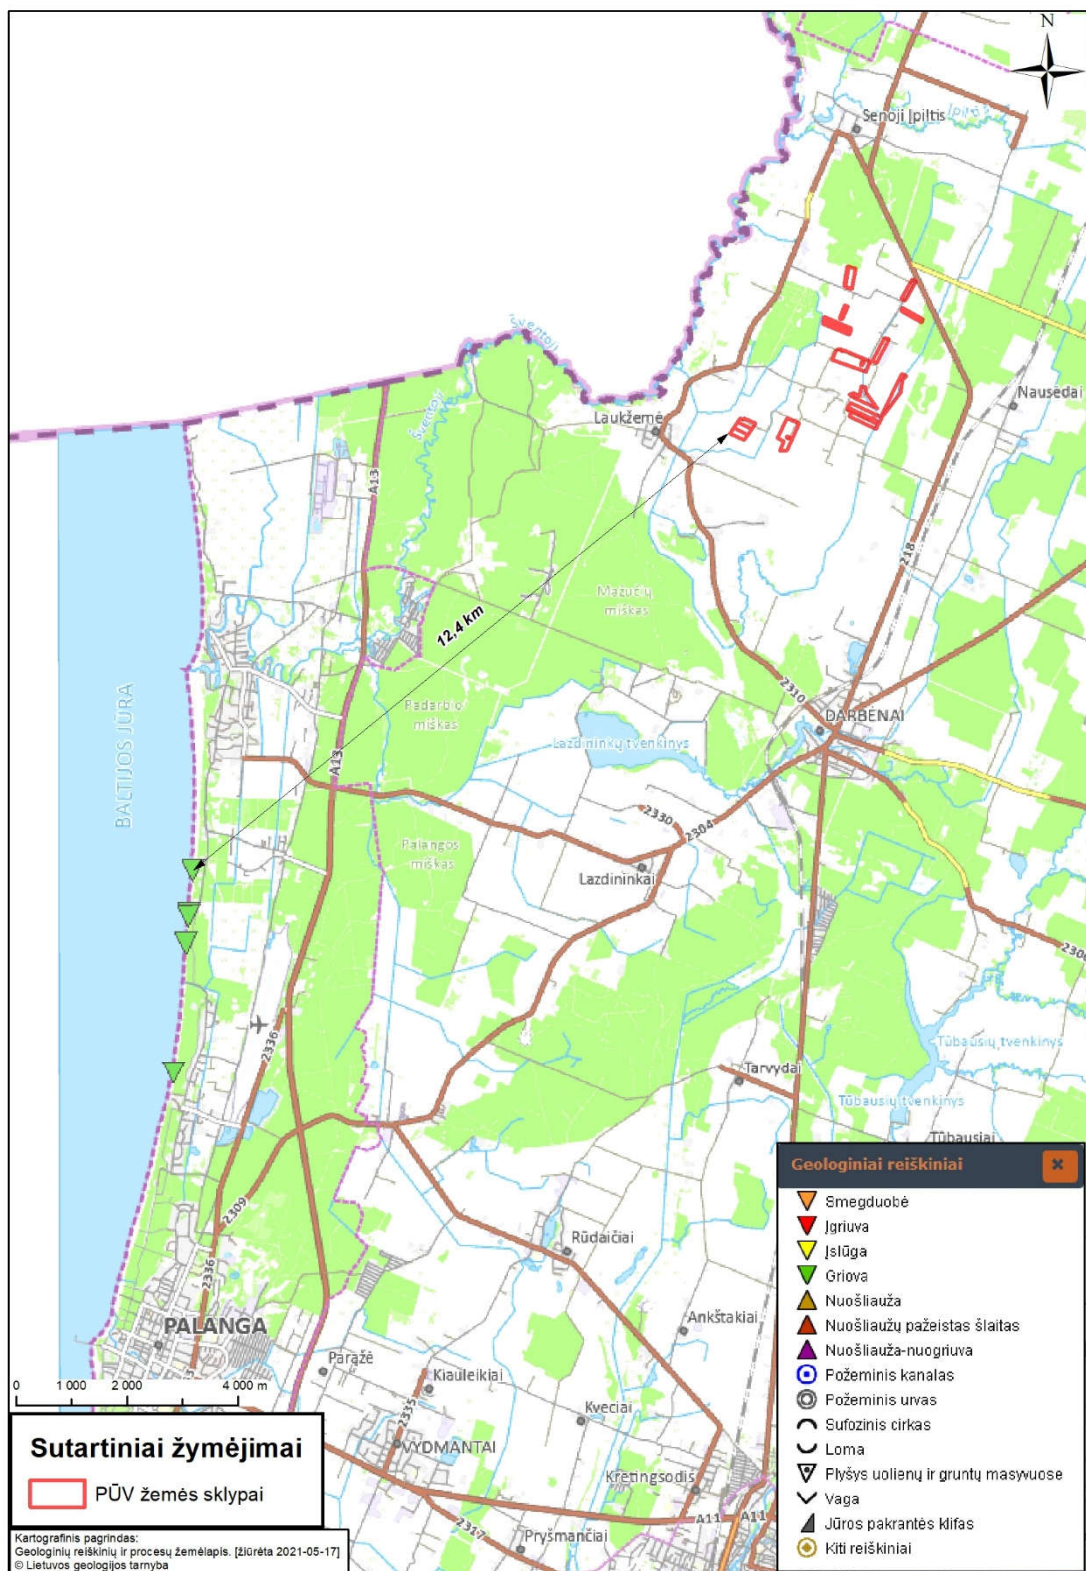 N
Senoji Įpiltis
Įpiltis
Šventoji
Nausėdai
Laukžemė
Šventoji
A13
218
12,4 km
Mazučių
miškas
2310
DARBĖNAI
BALTIJOS JŪRA
Padarbio
miškas
Lazdininkų tvenkinys
A13
2330
2304
Palangos
miškas
Lazdininkai
2300
2336
Tūbausių tvenkinys
Tarvydai
Tūbausių tvenkinys
Tūbausiai
2309
Rūdaičiai
2336
PALANGA
Ankštakiai
Parąžė
Kiauleikiai
Kveciai
2335
VYDMANTAI
Kretingsodis
A11
A11
2317
Pryšmančiai
0 1 000 2 000 4 000 m
Sutartiniai žymėjimai
PŪV žemės sklypai
Kartografinis pagrindas:
Geologinių reiškinių ir procesų žemėlapis. [žiūrėta 2021-05-17]
© Lietuvos geologijos tarnyba
Geologiniai reiškiniai
Smegduobė
Įgriuva
Įslūga
Griova
Nuošliauža
Nuošliaužų pažeistas šlaitas
Nuošliauža-nuogriuva
Požeminis kanalas
Požeminis urvas
Sufozinis cirkas
Loma
Plyšys uolienų ir gruntų masyvuose
Vaga
Jūros pakrantės klifas
Kiti reiškiniai